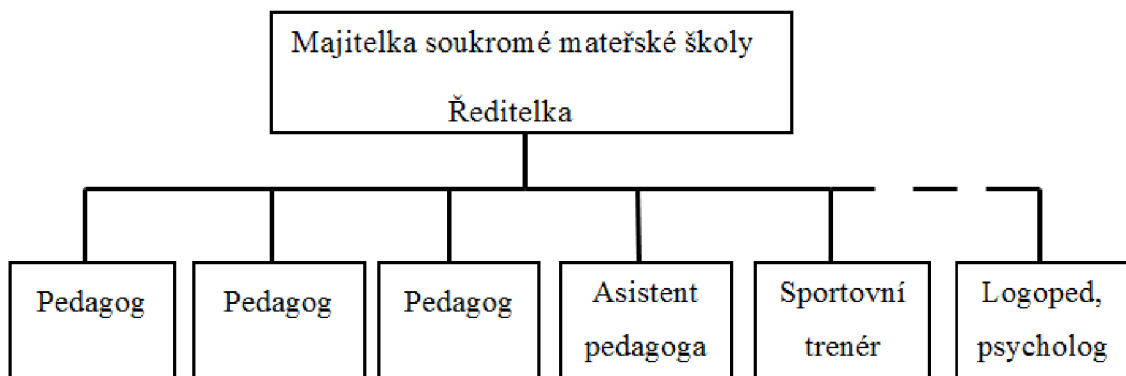 Majitelka soukromé mateřské školy
Ředitelka
Pedagog
Pedagog
Pedagog
Asistent
pedagoga
Sportovní
trenér
Logoped,
psycholog